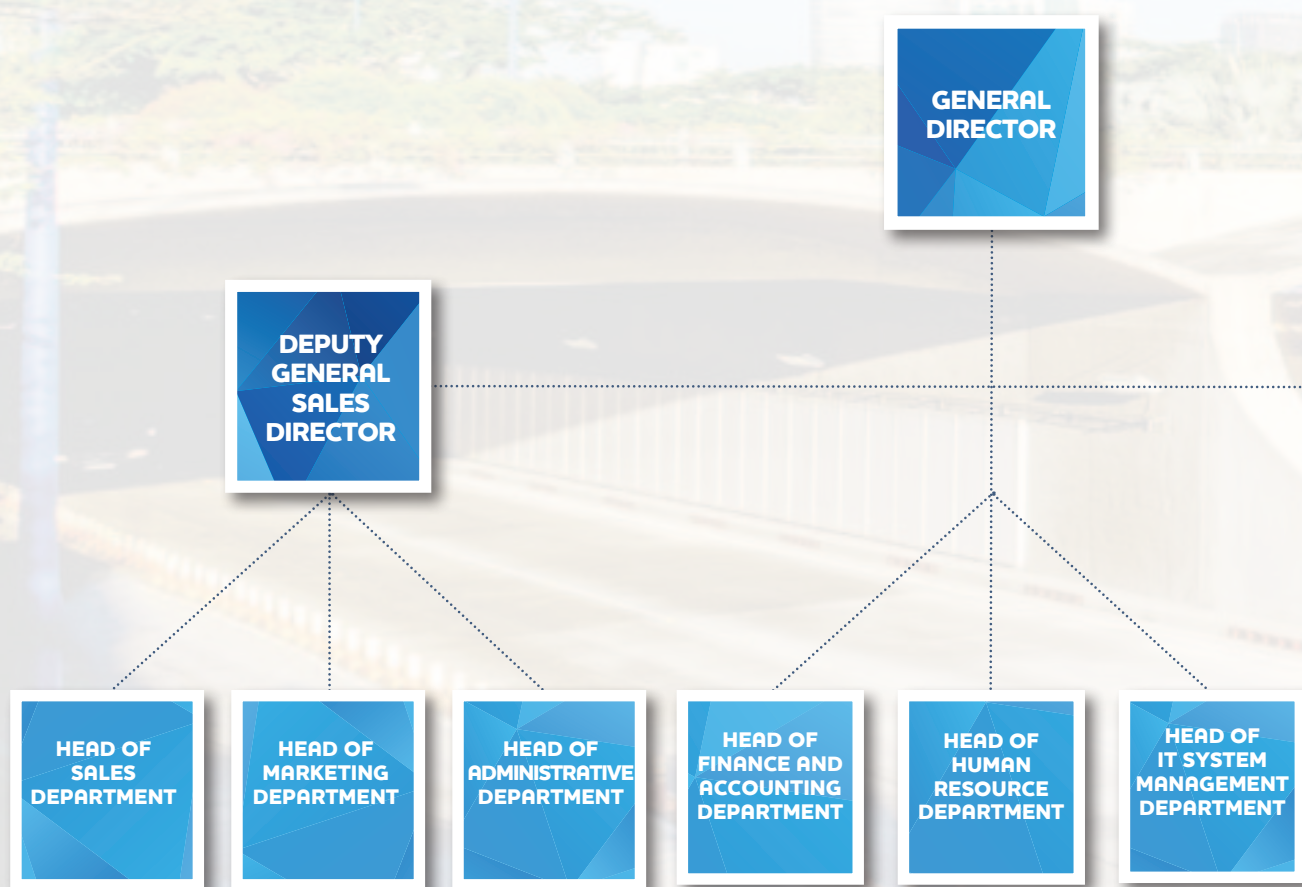 GENERAL
DIRECTOR
DEPUTY
GENERAL
SALES
DIRECTOR
HEAD OF
SALES
DEPARTMENT
HEAD OF
MARKETING
DEPARTMENT
HEAD OF
ADMINISTRATIVE
DEPARTMENT
HEAD OF
FINANCE AND
ACCOUNTING
DEPARTMENT
HEAD OF
HUMAN
RESOURCE
DEPARTMENT
HEAD OF
IT SYSTEM
MANAGEMENT
DEPARTMENT